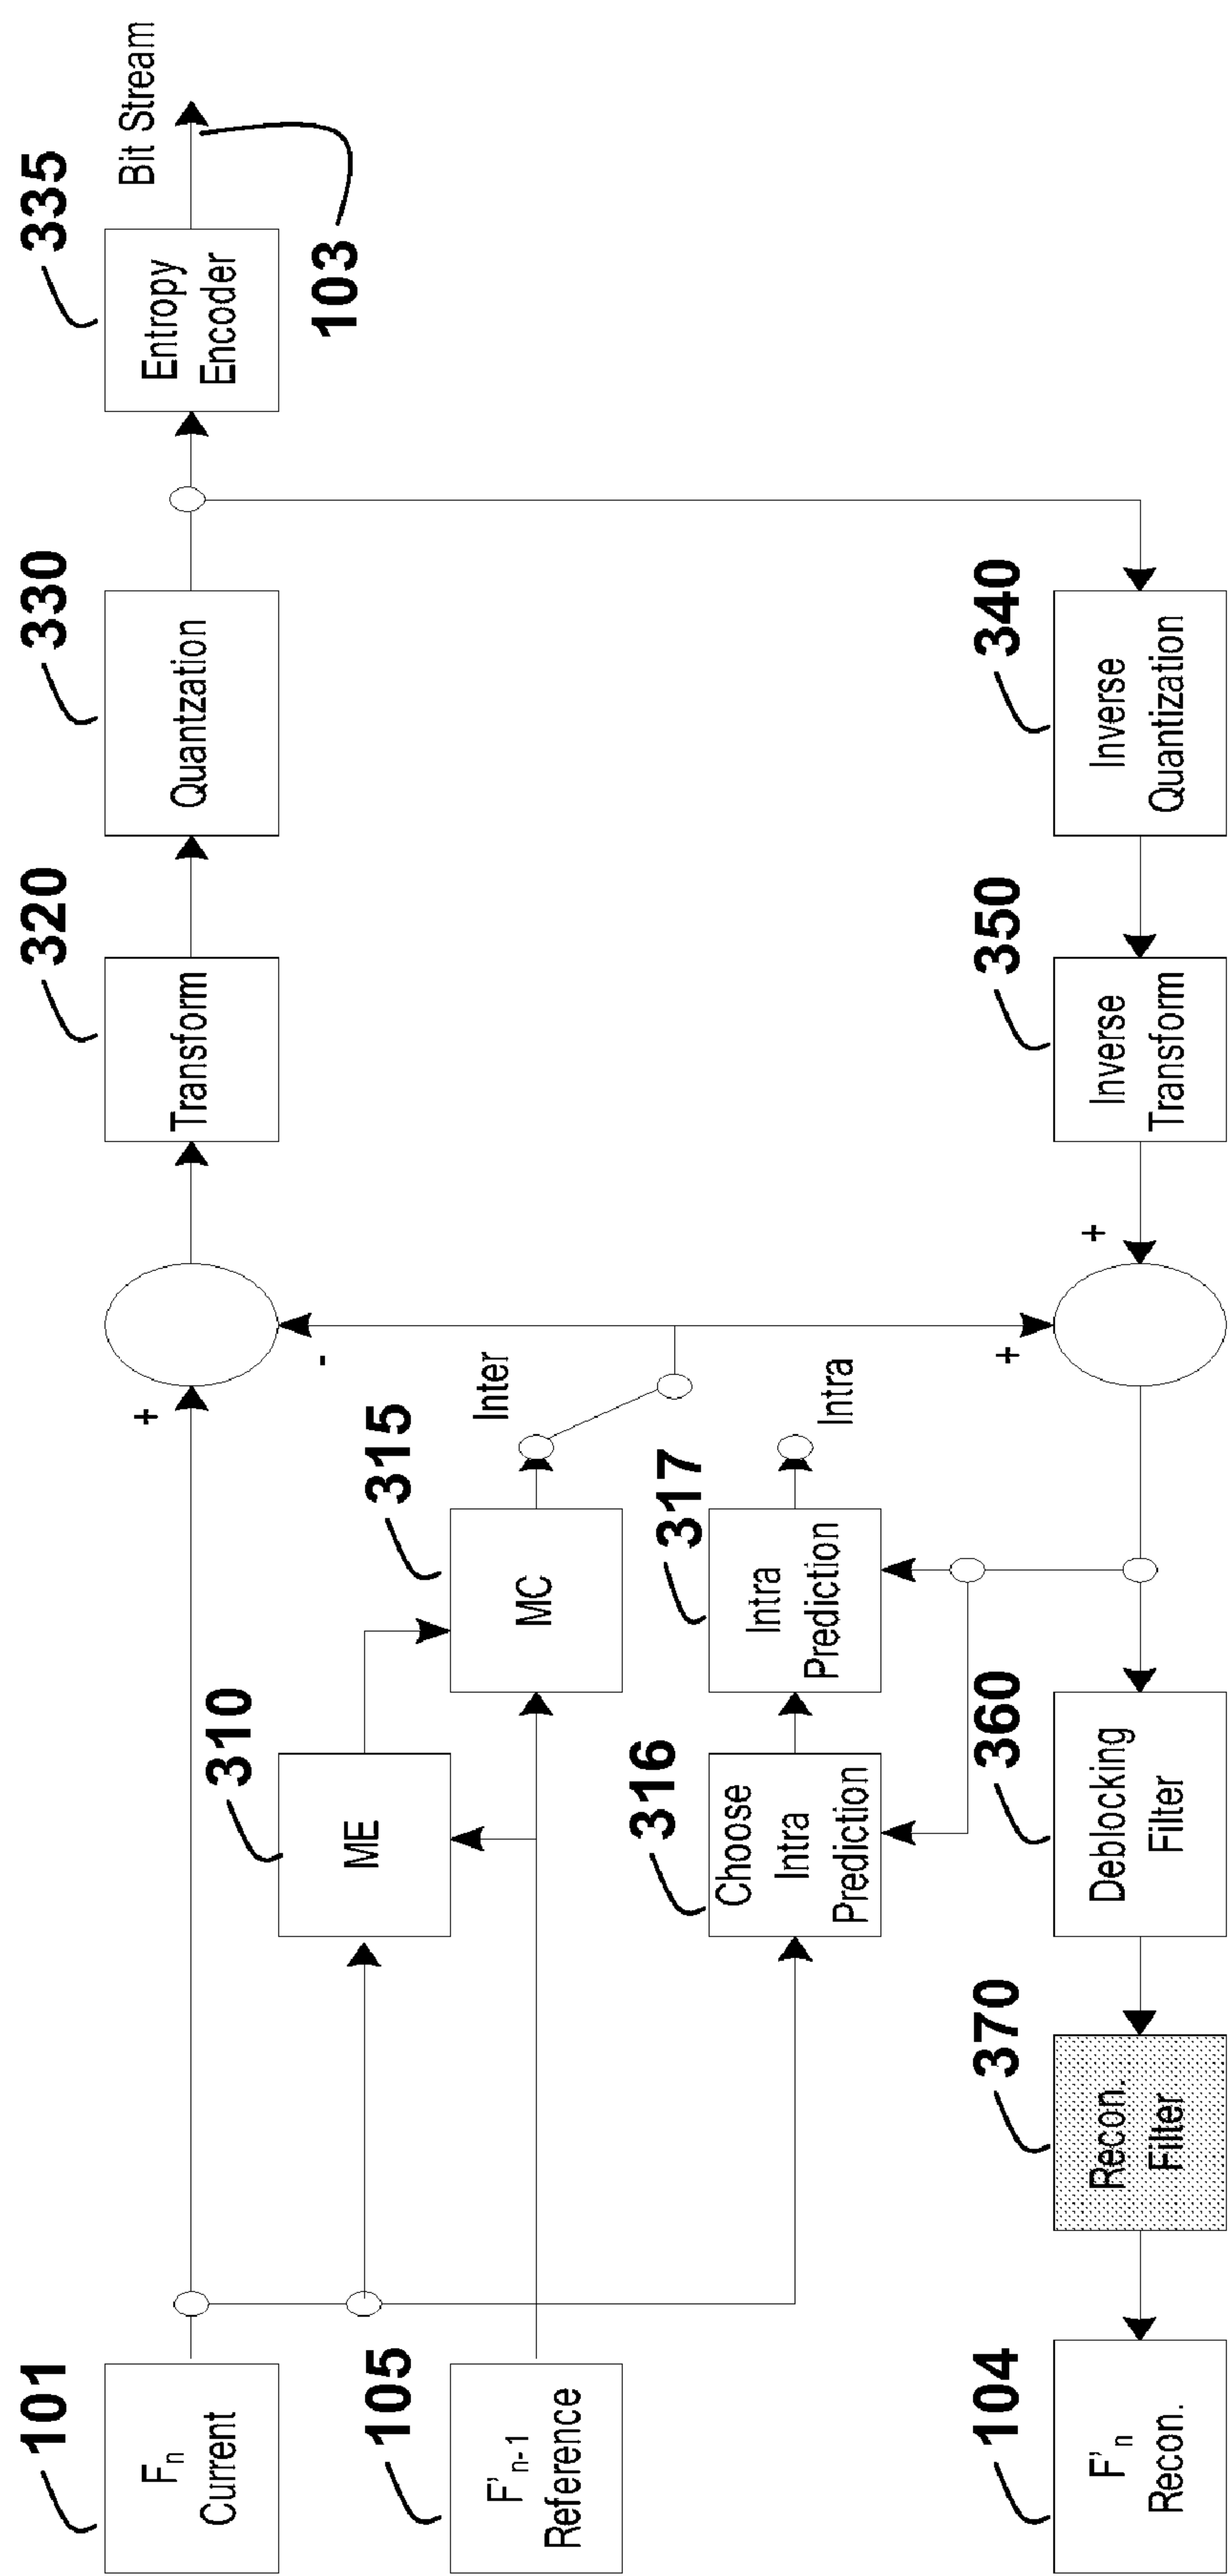 101
Fn
Current
+
-
320
Transform
330
Quantzation
335
Entropy
Encoder
Bit Stream
103
105
F'n-1
Reference
310
ME
315
MC
Inter
316
Choose
Intra
Prediction
317
Intra
Prediction
Intra
104
F'n
Recon.
370
Recon.
Filter
360
Deblocking
Filter
+
+
350
Inverse
Transform
340
Inverse
Quantization